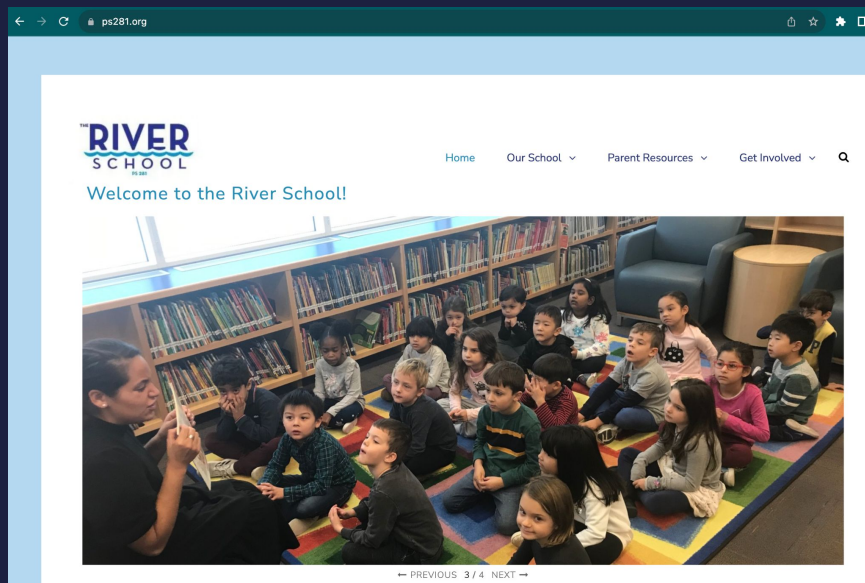 ps281.org
THE
RIVER
SCHOOL
PS 281
Home Our School Parent Resources Get Involved
Welcome to the River School!
← PREVIOUS 3 / 4 NEXT →